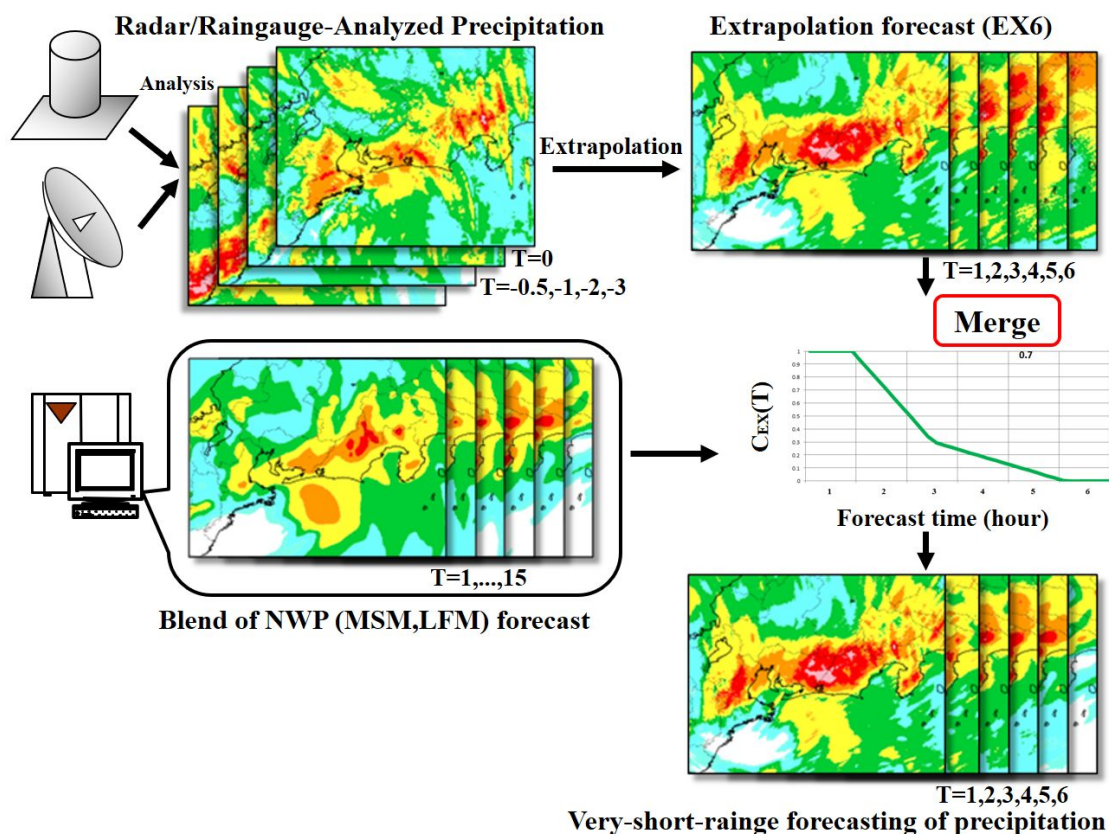 Radar/Raingauge-Analyzed Precipitation
Extrapolation forecast (EX6)
Analysis
Extrapolation
T=0
T=-0.5,-1,-2,-3
T=1,2,3,4,5,6
Merge
0.7
1
0.9
0.8
0.7
0.6
0.5
0.4
0.3
0.2
0.1
0
CEX(T)
1 2 3 4 5 6
Forecast time (hour)
T=1,...,15
Blend of NWP (MSM,LFM) forecast
T=1,2,3,4,5,6
Very-short-rainge forecasting of precipitation